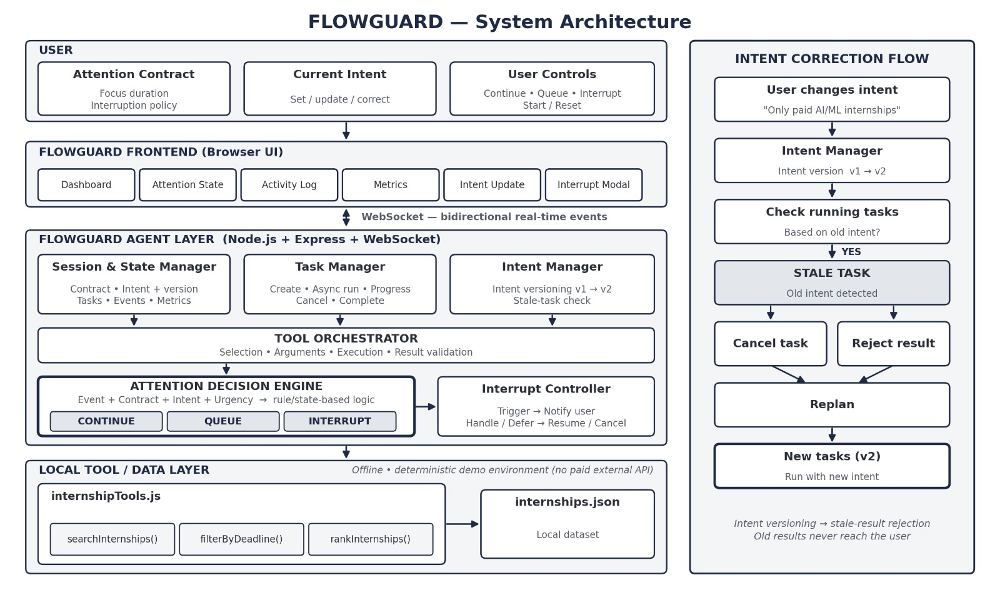 FLOWGUARD — System Architecture
USER
Attention Contract
Focus duration
Interruption policy
Current Intent
Set / update / correct
User Controls
Continue • Queue • Interrupt
Start / Reset
FLOWGUARD FRONTEND (Browser UI)
Dashboard
Attention State
Activity Log
Metrics
Intent Update
Interrupt Modal
WebSocket — bidirectional real-time events
FLOWGUARD AGENT LAYER (Node.js + Express + WebSocket)
Session & State Manager
Contract • Intent + version
Tasks • Events • Metrics
Task Manager
Create • Async run • Progress
Cancel • Complete
Intent Manager
Intent versioning v1 → v2
Stale-task check
TOOL ORCHESTRATOR
Selection • Arguments • Execution • Result validation
ATTENTION DECISION ENGINE
Event + Contract + Intent + Urgency → rule/state-based logic
CONTINUE
QUEUE
INTERRUPT
Interrupt Controller
Trigger → Notify user
Handle / Defer → Resume / Cancel
LOCAL TOOL / DATA LAYER
Offline • deterministic demo environment (no paid external API)
internshipTools.js
searchInternships()
filterByDeadline()
rankInternships()
internships.json
Local dataset
INTENT CORRECTION FLOW
User changes intent
"Only paid AI/ML internships"
Intent Manager
Intent version v1 → v2
Check running tasks
Based on old intent?
YES
STALE TASK
Old intent detected
Cancel task
Reject result
Replan
New tasks (v2)
Run with new intent
Intent versioning → stale-result rejection
Old results never reach the user